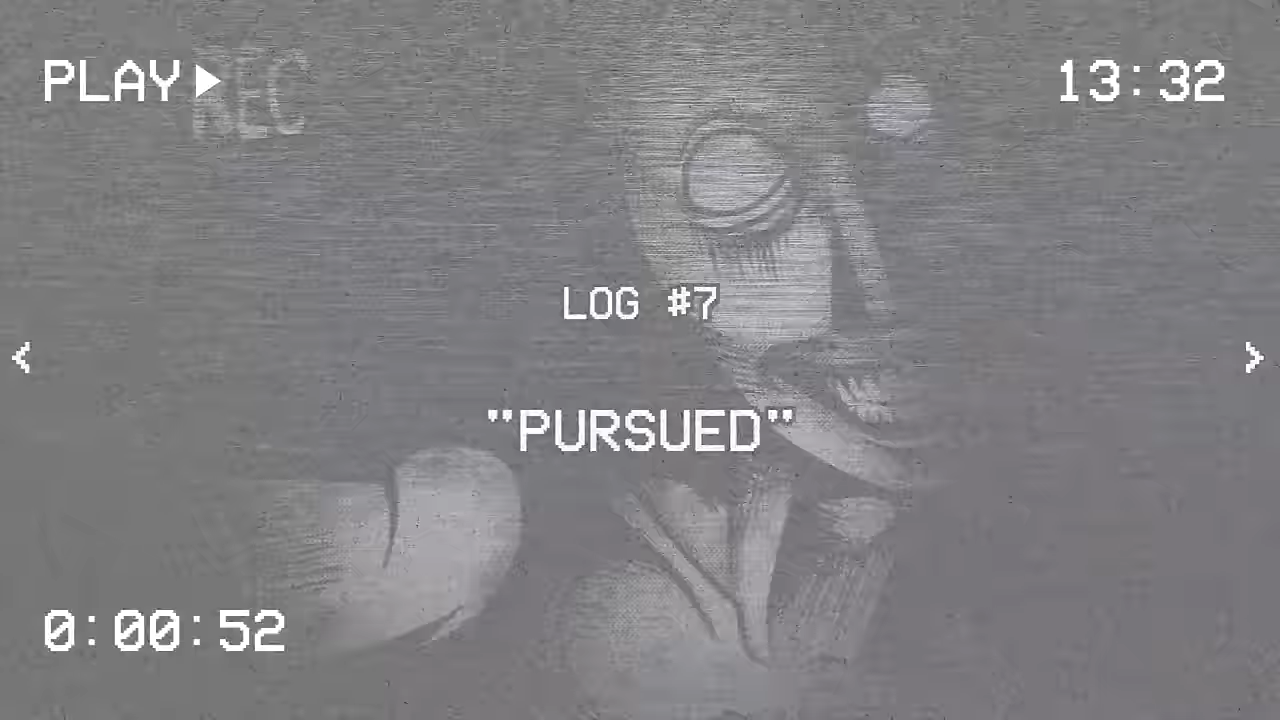 PLAY▶
REC
13:32
LOG #7
< >
"PURSUED"
0:00:52